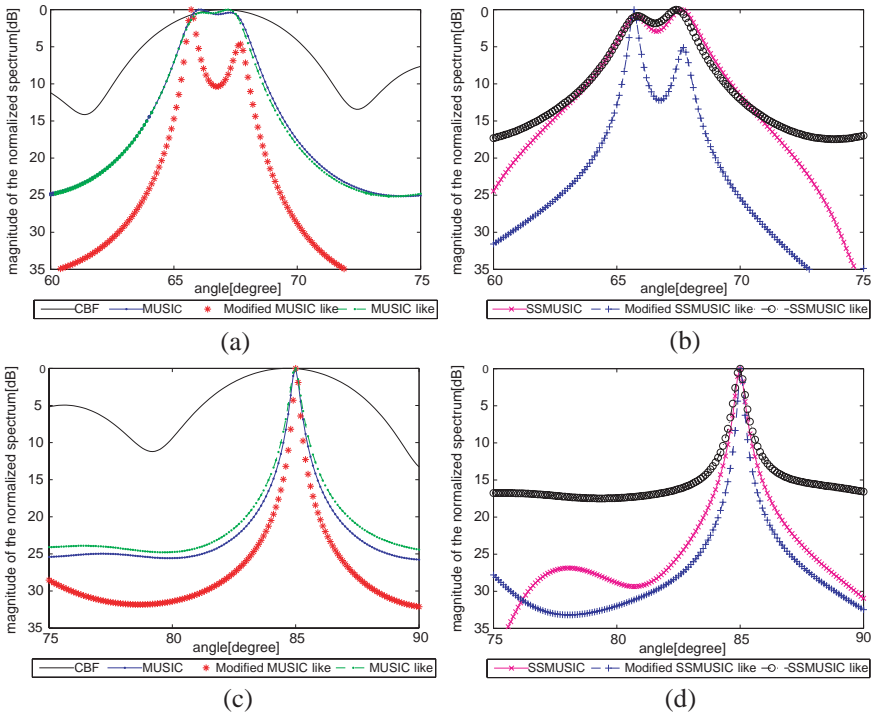 magnitude of the normalized spectrum[dB]
0
5
10
15
20
25
30
35
60 65 70 75
angle[degree]
CBF MUSIC Modified MUSIC like MUSIC like
(a)
magnitude of the normalized spectrum[dB]
0
5
10
15
20
25
30
35
60 65 70 75
angle[degree]
SSMUSIC Modified SSMUSIC like SSMUSIC like
(b)
magnitude of the normalized spectrum[dB]
0
5
10
15
20
25
30
35
75 80 85 90
angle[degree]
CBF MUSIC Modified MUSIC like MUSIC like
(c)
magnitude of the normalized spectrum[dB]
0
5
10
15
20
25
30
35
75 80 85 90
angle[degree]
SSMUSIC Modified SSMUSIC like SSMUSIC like
(d)